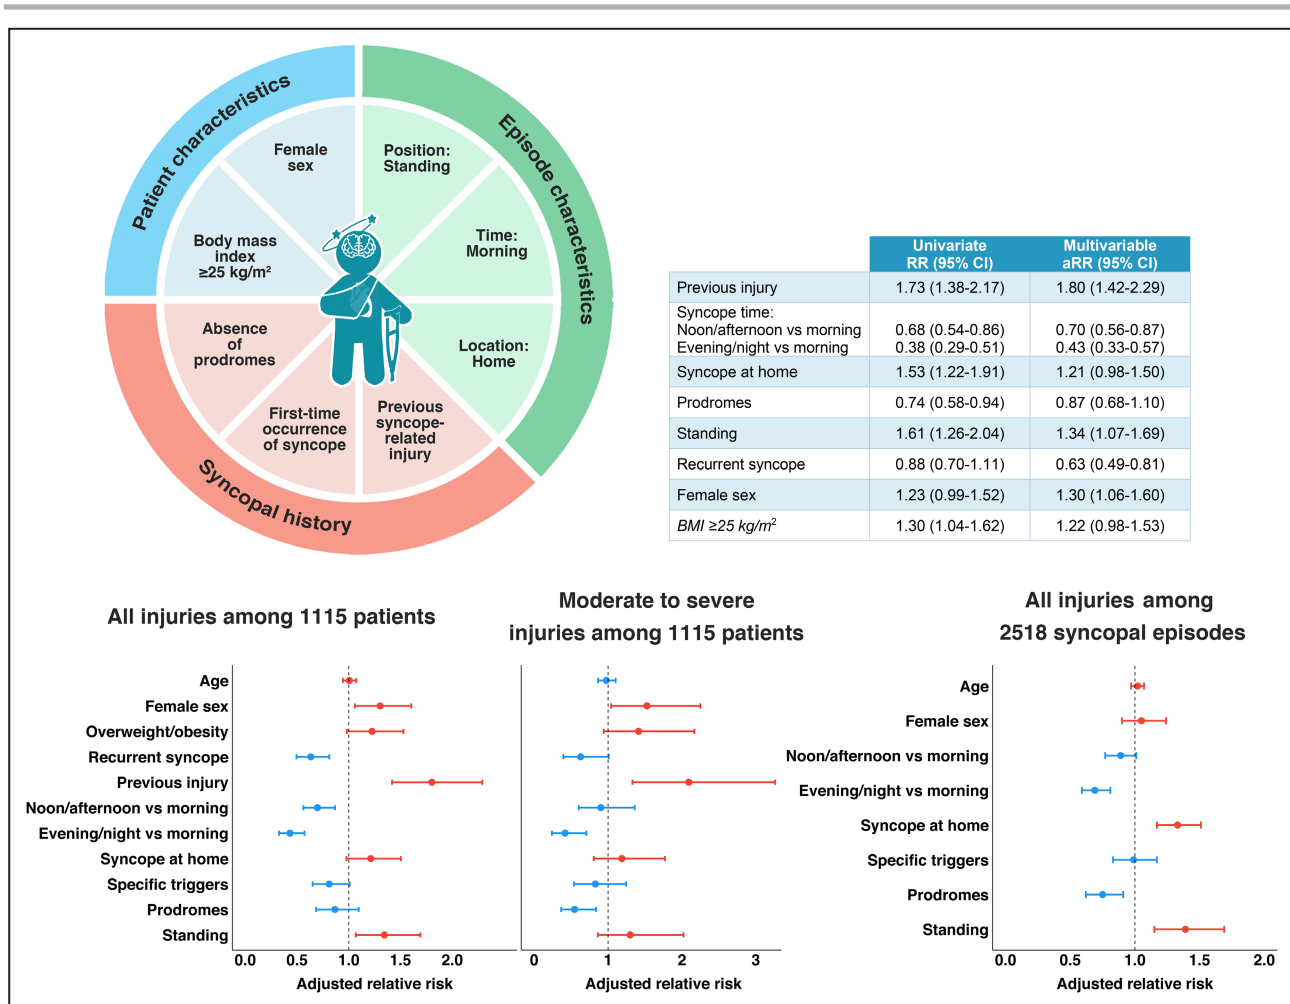 Patient characteristics
Episode characteristics
Syncopal history
Female
sex
Position:
Standing
Body mass
index
≥25 kg/m²
Time:
Morning
Absence
of
prodromes
Location:
Home
First-time
occurrence
of syncope
Previous
syncope-
related
injury
Univariate Multivariable
RR (95% CI) aRR (95% CI)
Previous injury 1.73 (1.38-2.17) 1.80 (1.42-2.29)
Syncope time:
Noon/afternoon vs morning 0.68 (0.54-0.86) 0.70 (0.56-0.87)
Evening/night vs morning 0.38 (0.29-0.51) 0.43 (0.33-0.57)
Syncope at home 1.53 (1.22-1.91) 1.21 (0.98-1.50)
Prodromes 0.74 (0.58-0.94) 0.87 (0.68-1.10)
Standing 1.61 (1.26-2.04) 1.34 (1.07-1.69)
Recurrent syncope 0.88 (0.70-1.11) 0.63 (0.49-0.81)
Female sex 1.23 (0.99-1.52) 1.30 (1.06-1.60)
BMI ≥25 kg/m² 1.30 (1.04-1.62) 1.22 (0.98-1.53)
All injuries among 1115 patients
Age
Female sex
Overweight/obesity
Recurrent syncope
Previous injury
Noon/afternoon vs morning
Evening/night vs morning
Syncope at home
Specific triggers
Prodromes
Standing
0.0 0.5 1.0 1.5 2.0
Adjusted relative risk
Moderate to severe
injuries among 1115 patients
0 1 2 3
Adjusted relative risk
All injuries among
2518 syncopal episodes
Age
Female sex
Noon/afternoon vs morning
Evening/night vs morning
Syncope at home
Specific triggers
Prodromes
Standing
0.0 0.5 1.0 1.5 2.0
Adjusted relative risk